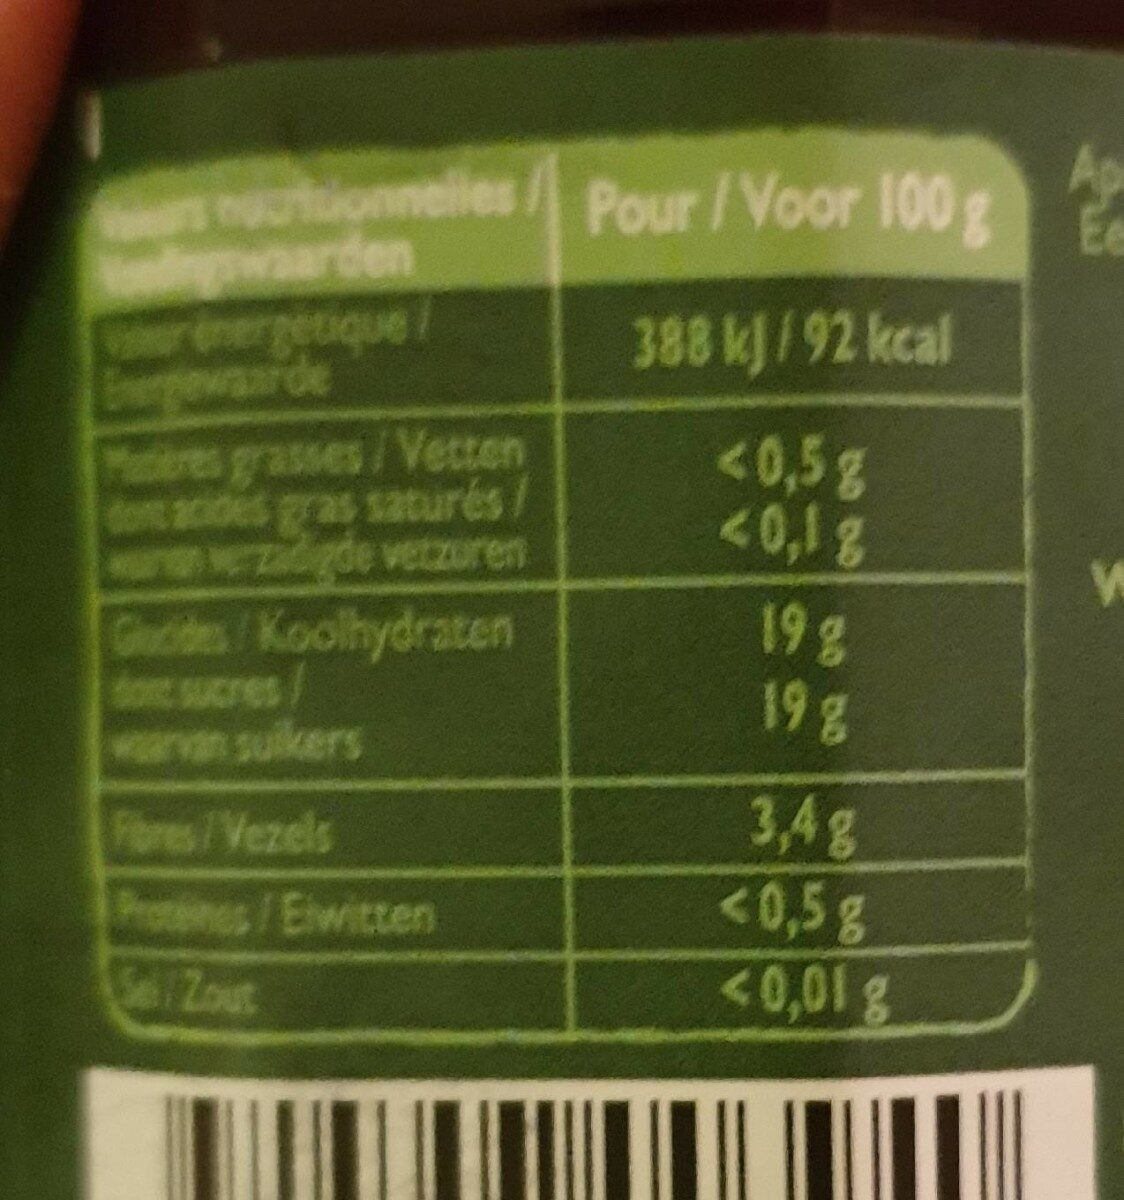 Valeurs nutritionnelles / Pour / Voor 100 g
Voedingswaarden
Valeur énergétique / 388 kJ / 92 kcal
Energiewaarde
Matières grasses / Vetten <0,5 g
dont acides gras saturés / <0,1 g
waarvan verzadigde vetzuren
Glucides / Koolhydraten 19 g
dont sucres / 19 g
waarvan suikers
Fibres / Vezels 3,4 g
Protéines / Eiwitten <0,5 g
Sel / Zout <0,01 g